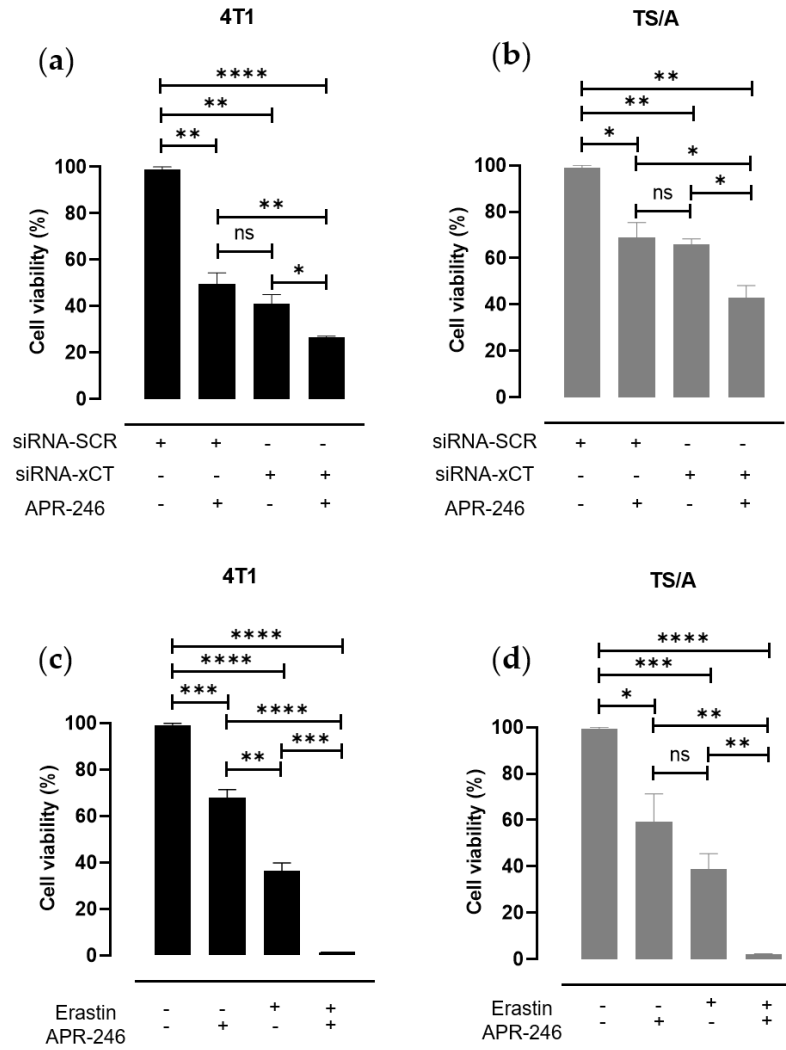 4T1
(a)
****
**
**
**
ns
*
Cell viability (%)
100
80
60
40
20
0
siRNA-SCR + + - -
siRNA-xCT - - + +
APR-246 - + - +
TS/A
(b)
**
**
*
*
ns
*
Cell viability (%)
100
80
60
40
20
0
siRNA-SCR + + - -
siRNA-xCT - - + +
APR-246 - + - +
4T1
(c)
****
****
***
****
***
**
Cell viability (%)
100
80
60
40
20
0
Erastin - - + +
APR-246 - + - +
TS/A
(d)
****
***
*
**
ns
**
Cell viability (%)
100
80
60
40
20
0
Erastin - - + +
APR-246 - + - +